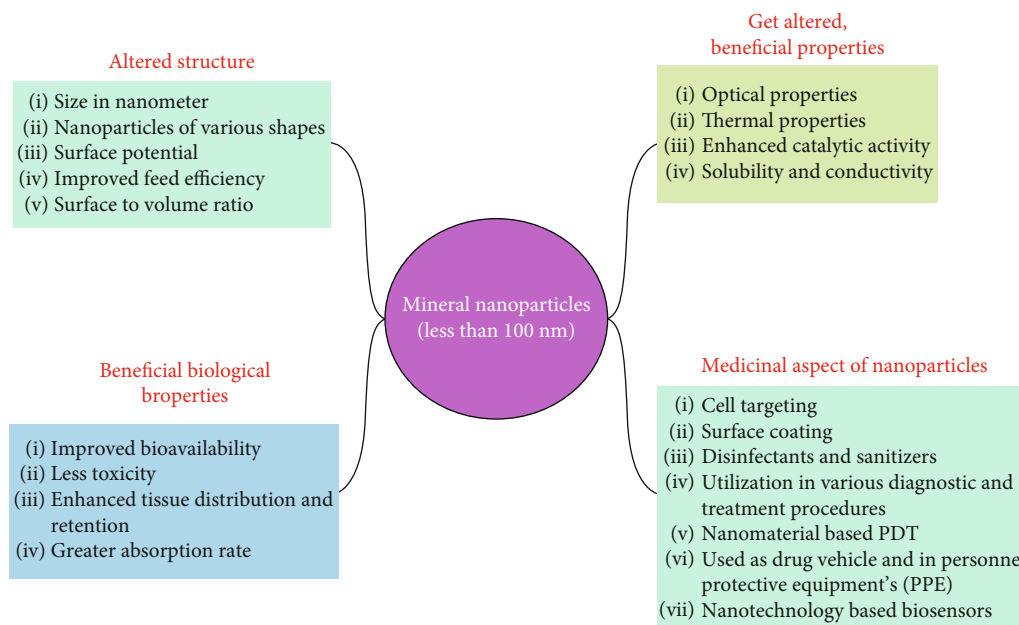 Altered structure
(i) Size in nanometer
(ii) Nanoparticles of various shapes
(iii) Surface potential
(iv) Improved feed efficiency
(v) Surface to volume ratio
Get altered,
beneficial properties
(i) Optical properties
(ii) Thermal properties
(iii) Enhanced catalytic activity
(iv) Solubility and conductivity
Mineral nanoparticles
(less than 100 nm)
Beneficial biological
broperties
(i) Improved bioavailability
(ii) Less toxicity
(iii) Enhanced tissue distribution and
retention
(iv) Greater absorption rate
Medicinal aspect of nanoparticles
(i) Cell targeting
(ii) Surface coating
(iii) Disinfectants and sanitizers
(iv) Utilization in various diagnostic and
treatment procedures
(v) Nanomaterial based PDT
(vi) Used as drug vehicle and in personne
protective equipment's (PPE)
(vii) Nanotechnology based biosensors